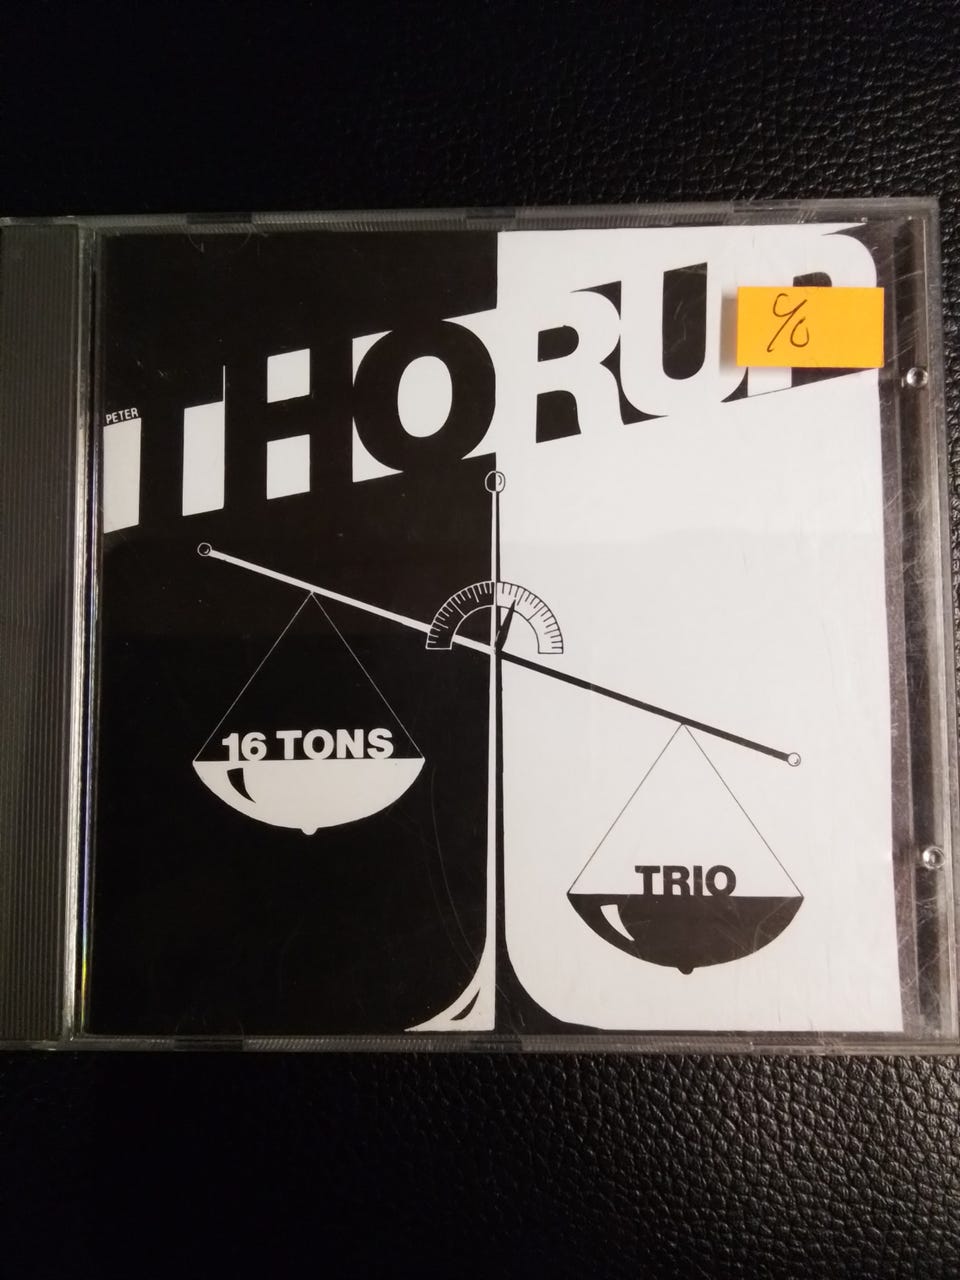 PETER
THORUP
%
16 TONS
TRIO